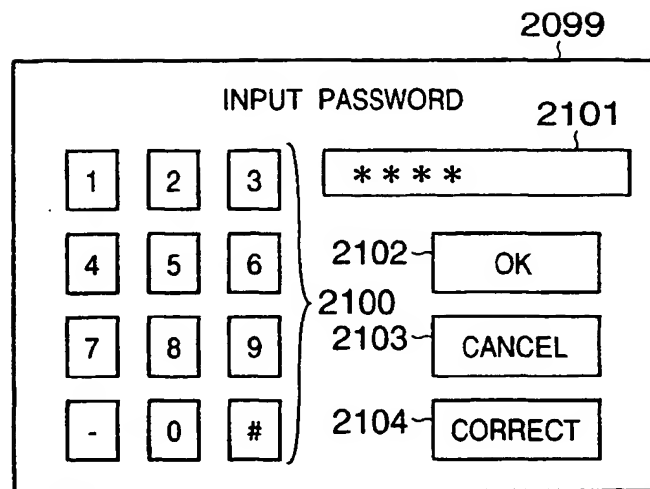 2099
INPUT PASSWORD
2101
1 2 3
****
4 5 6
2102
OK
2100
7 8 9
2103
CANCEL
- 0 #
2104
CORRECT